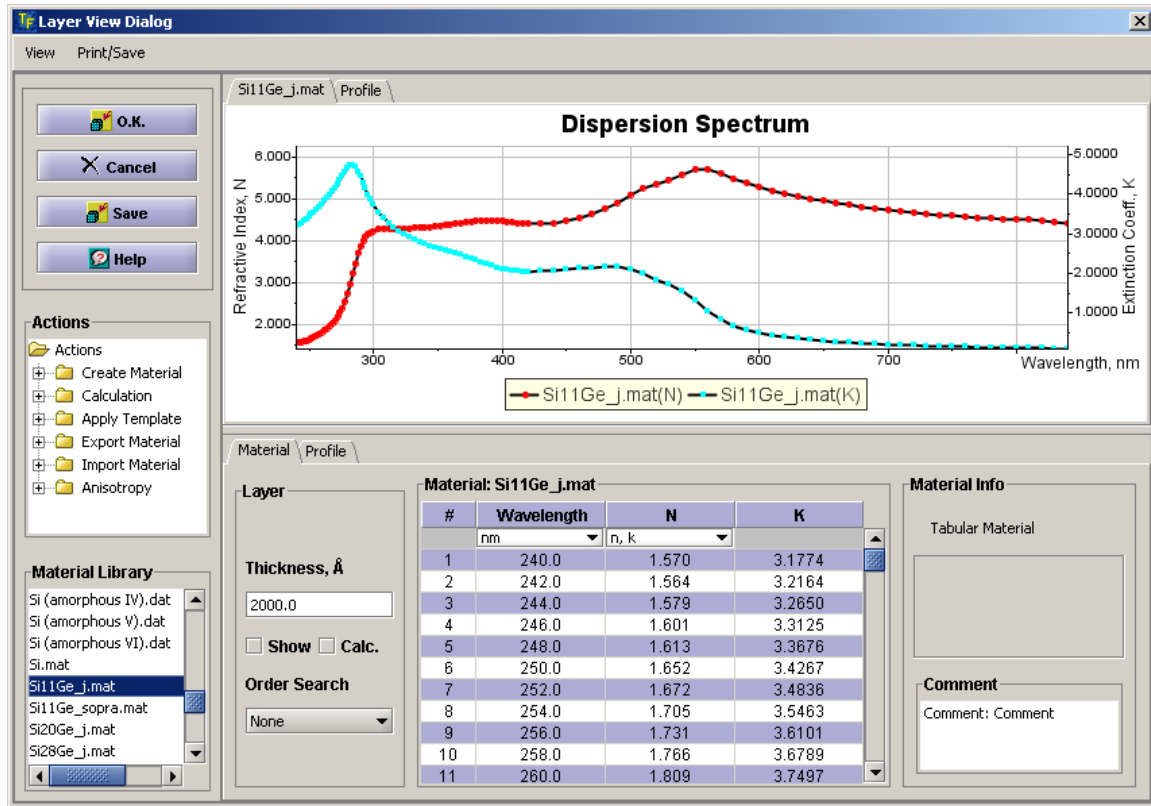 TF Layer View Dialog
View Print/Save
O.K.
Cancel
Save
Help
Actions
Actions
Create Material
Calculation
Apply Template
Export Material
Import Material
Anisotropy
Material Library
Si (amorphous IV).dat
Si (amorphous V).dat
Si (amorphous VI).dat
Si.mat
Si11Ge_j.mat
Si11Ge_sopra.mat
Si20Ge_j.mat
Si28Ge_j.mat
Si11Ge_j.mat Profile
Dispersion Spectrum
Refractive Index, N
6.000
5.000
4.000
3.000
2.000
5.0000
4.0000
3.0000
2.0000
1.0000
0.0000
Extinction Coeff., K
300 400 500 600 700
Wavelength, nm
Si11Ge_j.mat(N) Si11Ge_j.mat(K)
Material Profile
Layer
Thickness, Å
2000.0
Show Calc.
Order Search
None
Material: Si11Ge_j.mat
# Wavelength N K
nm n, k
1 240.0 1.570 3.1774
2 242.0 1.564 3.2164
3 244.0 1.579 3.2650
4 246.0 1.601 3.3125
5 248.0 1.613 3.3676
6 250.0 1.652 3.4267
7 252.0 1.672 3.4836
8 254.0 1.705 3.5463
9 256.0 1.731 3.6101
10 258.0 1.766 3.6789
11 260.0 1.809 3.7497
Material Info
Tabular Material
Comment
Comment: Comment